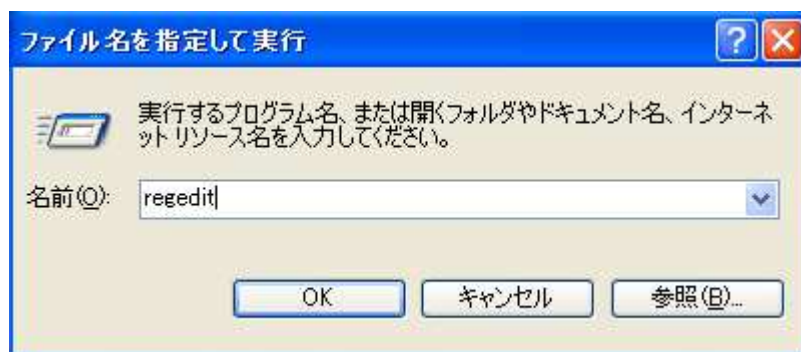 ファイル名を指定して実行
実行するプログラム名、または開くフォルダやドキュメント名、インターネ
ット リソース名を入力してください。
名前(O): regedit
OK キャンセル 参照(B)...